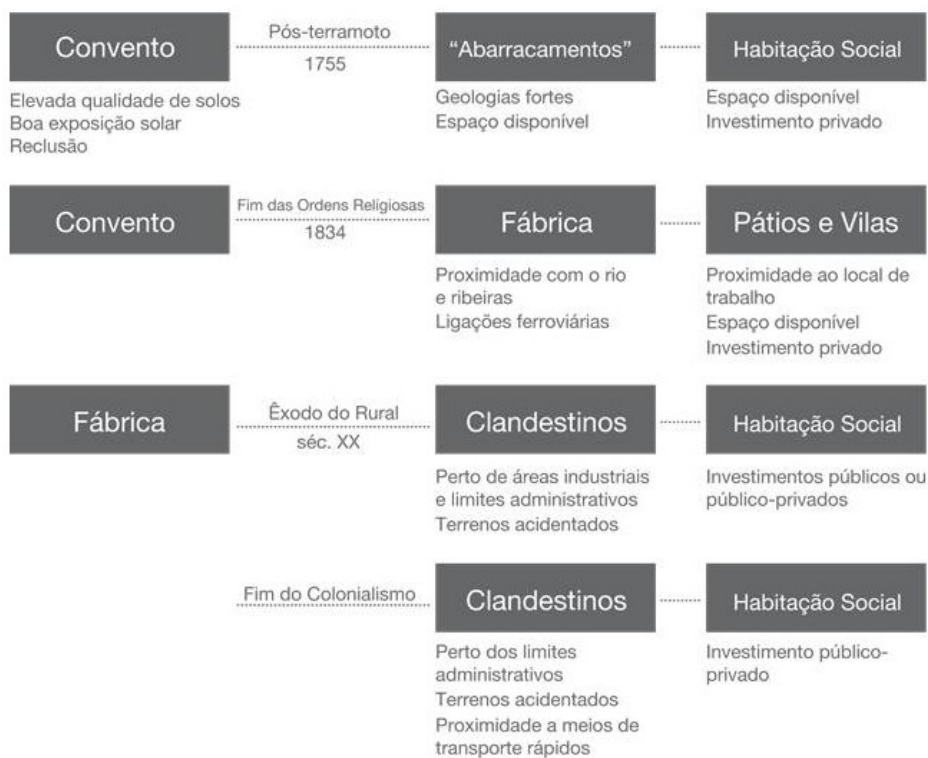 Convento
Pós-terramoto
1755
“Abarracamentos”
Habitação Social
Elevada qualidade de solos
Boa exposição solar
Reclusão
Geologias fortes
Espaço disponível
Espaço disponível
Investimento privado
Convento
Fim das Ordens Religiosas
1834
Fábrica
Pátios e Vilas
Proximidade com o rio
e ribeiras
Ligações ferroviárias
Proximidade ao local de
trabalho
Espaço disponível
Investimento privado
Fábrica
Êxodo do Rural
séc. XX
Clandestinos
Habitação Social
Perto de áreas industriais
e limites administrativos
Terrenos acidentados
Investimentos públicos ou
público-privados
Fim do Colonialismo
Clandestinos
Habitação Social
Perto dos limites
administrativos
Terrenos acidentados
Proximidade a meios de
transporte rápidos
Investimento público-
privado